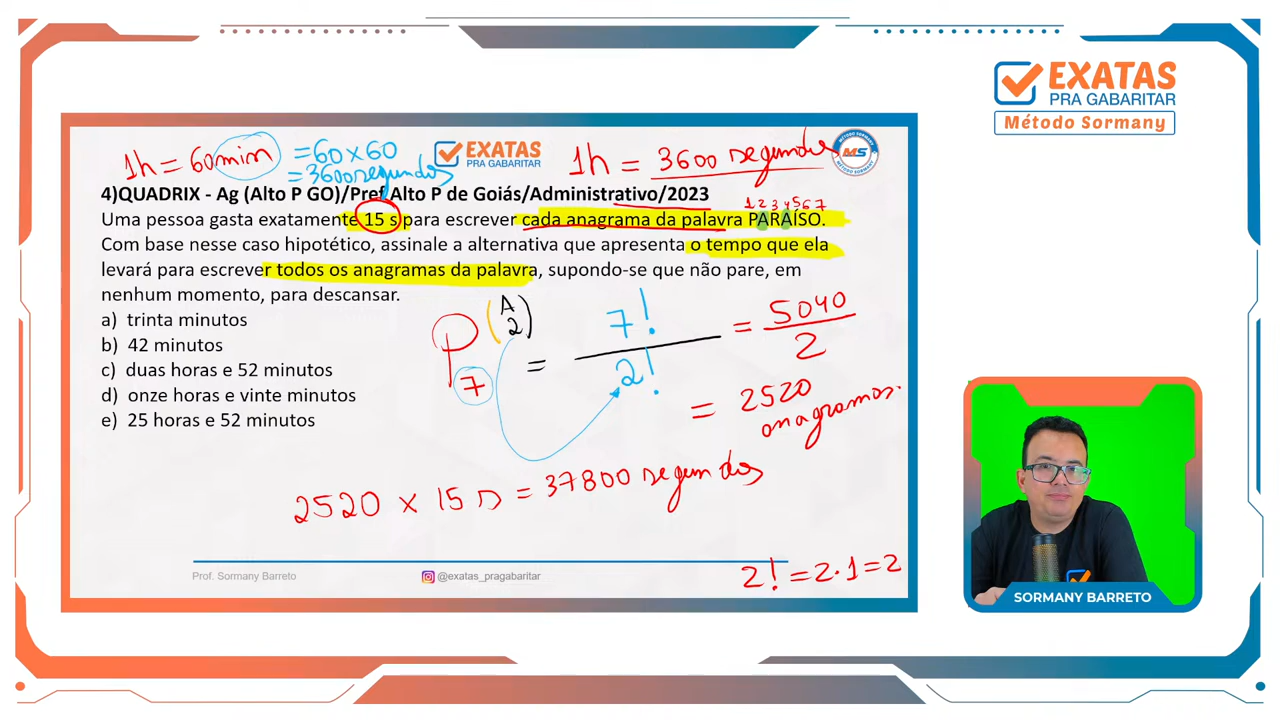 EXATAS
PRA GABARITAR
Método Sormany
1h = 60min = 60 x 60
= 3600 segundos
EXATAS
PRA GABARITAR
1h = 3600 segundos
MS
4)QUADRIX - Ag (Alto P GO)/Pref Alto P de Goiás/Administrativo/2023
1 2 3 4 5 6 7
Uma pessoa gasta exatamente 15 s para escrever cada anagrama da palavra PARAÍSO.
Com base nesse caso hipotético, assinale a alternativa que apresenta o tempo que ela
levará para escrever todos os anagramas da palavra, supondo-se que não pare, em
nenhum momento, para descansar.
a) trinta minutos
b) 42 minutos
c) duas horas e 52 minutos
d) onze horas e vinte minutos
e) 25 horas e 52 minutos
P 7 (A 2) = 7! / 2! = 5040 / 2
= 2520
anagramas.
2520 x 15 s = 37800 segundos
2! = 2·1 = 2
Prof. Sormany Barreto
@exatas_pragabaritar
SORMANY BARRETO